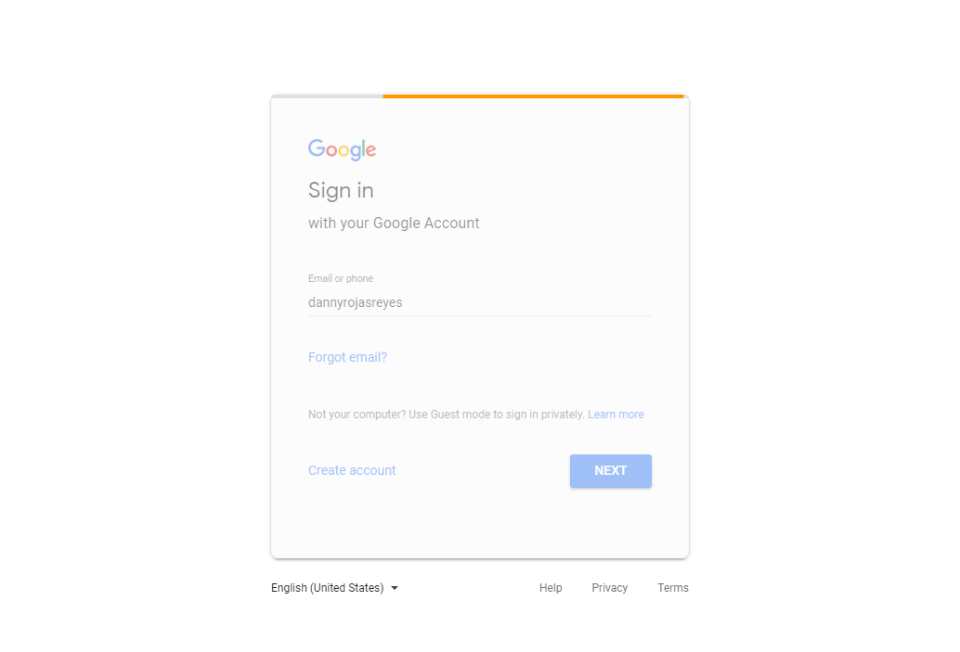 Google
Sign in
with your Google Account
Email or phone
dannyrojasreyes
Forgot email?
Not your computer? Use Guest mode to sign in privately. Learn more
Create account NEXT
English (United States) Help Privacy Terms